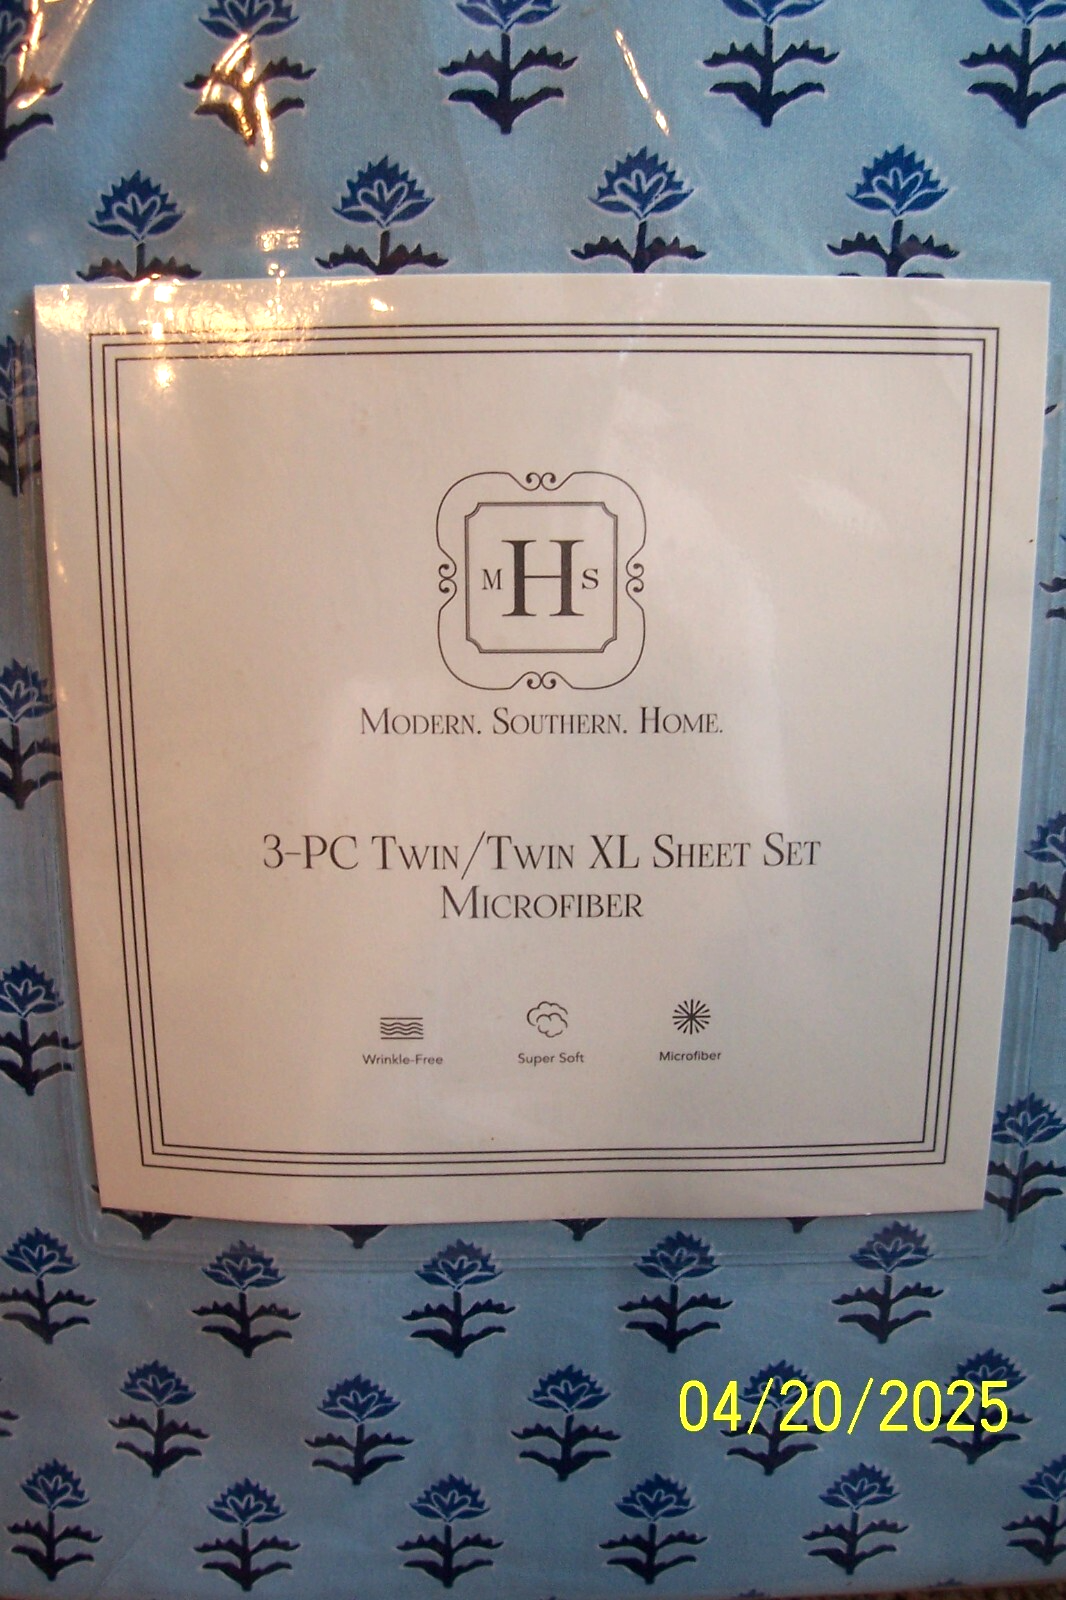 M H S
MODERN. SOUTHERN. HOME.
3-PC TWIN/TWIN XL SHEET SET
MICROFIBER
Wrinkle-Free Super Soft Microfiber
04/20/2025